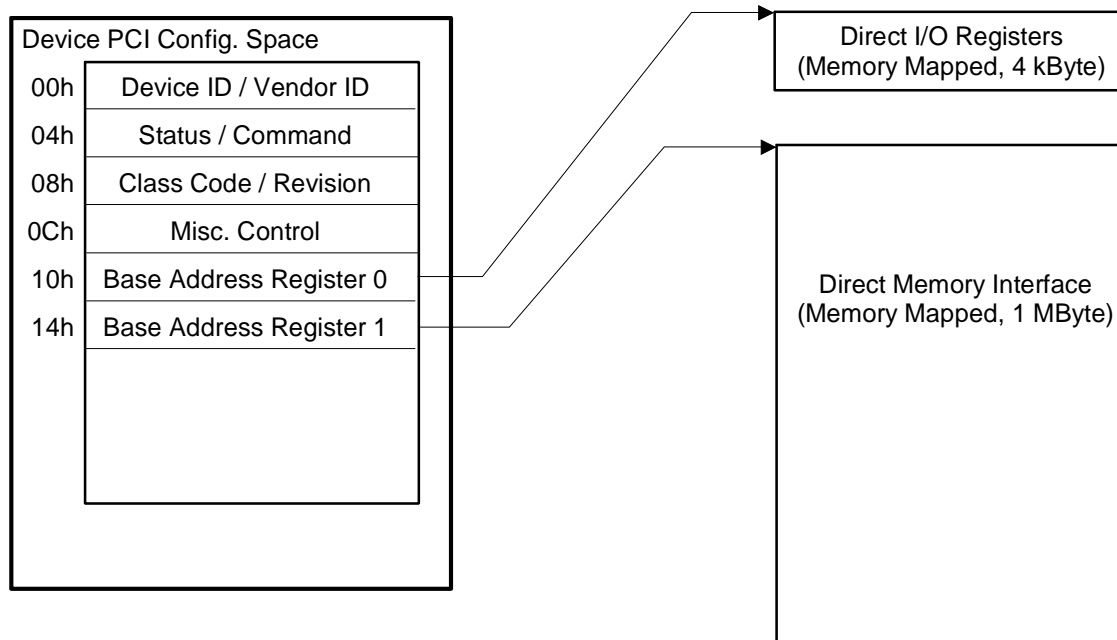 Device PCI Config. Space
00h Device ID / Vendor ID
04h Status / Command
08h Class Code / Revision
0Ch Misc. Control
10h Base Address Register 0
14h Base Address Register 1
Direct I/O Registers
(Memory Mapped, 4 kByte)
Direct Memory Interface
(Memory Mapped, 1 MByte)